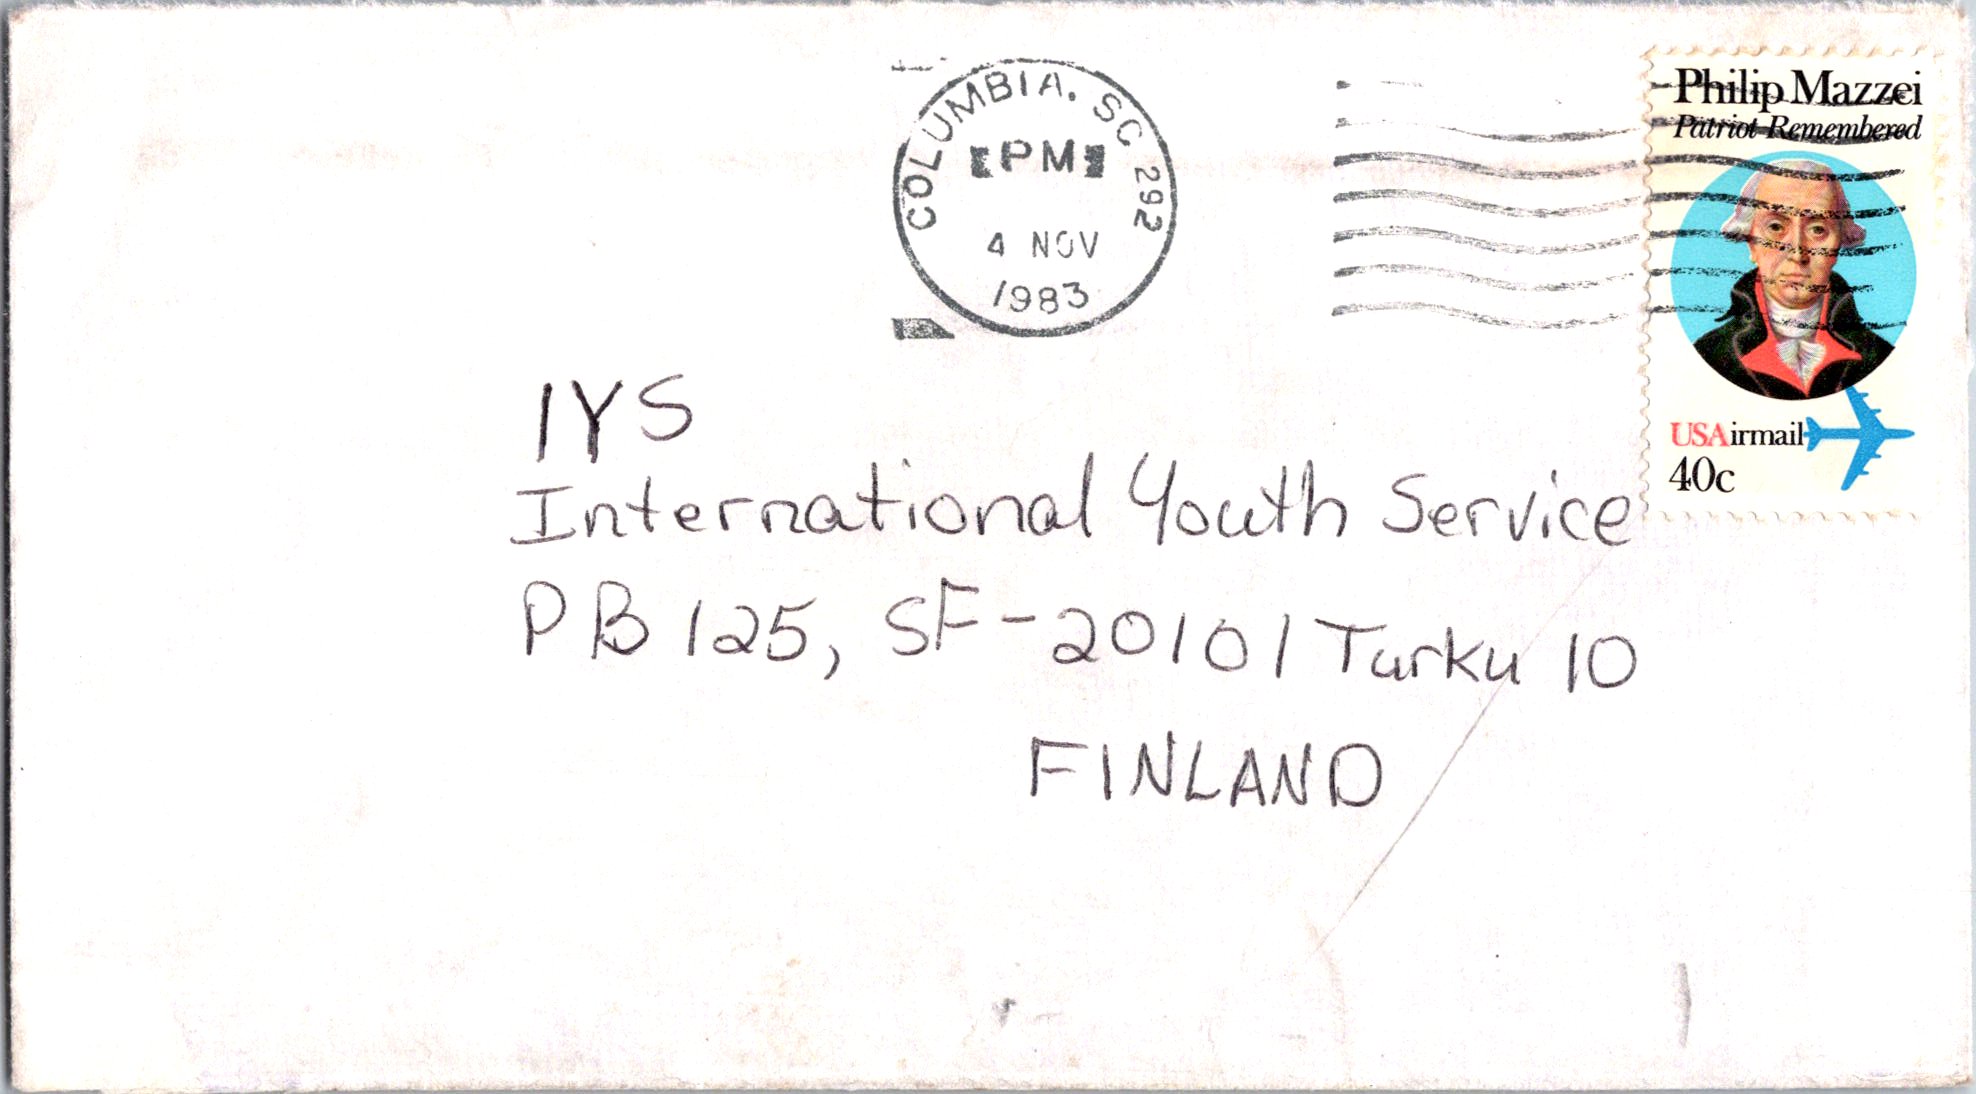 COLUMBIA, SC 292
PM
4 NOV
1983
Philip Mazzei
Patriot Remembered
USAirmail
40c
IYS
International Youth Service
PB 125, SF-20101 Turku 10
FINLAND